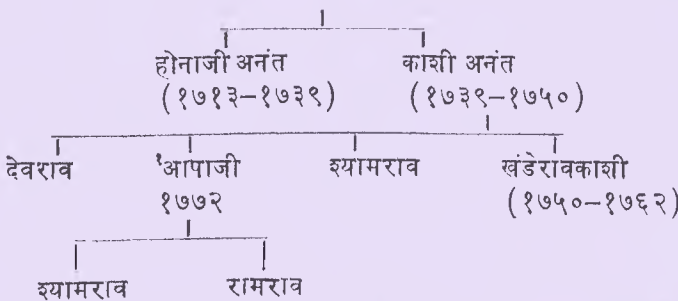 होनाजी अनंत काशी अनंत
(१७१३–१७३९) (१७३९–१७५०)
देवराव 'आपाजी श्यामराव खंडेरावकाशी
१७७२ (१७५०–१७६२)
श्यामराव रामराव